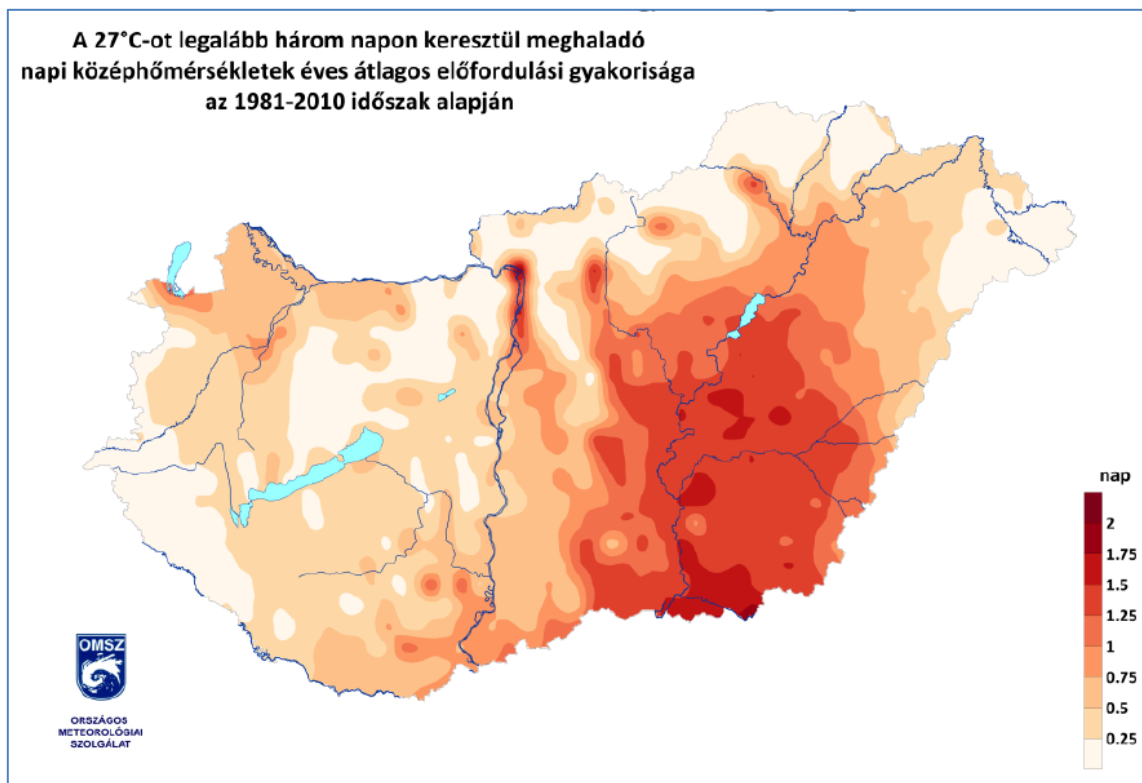 A 27°C-ot legalább három napon keresztül meghaladó
napi középhőmérsékletek éves átlagos előfordulási gyakorisága
az 1981-2010 időszak alapján
nap
2
1.75
1.5
1.25
1
0.75
0.5
0.25
OMSZ
ORSZÁGOS
METEOROLÓGIAI
SZOLGÁLAT